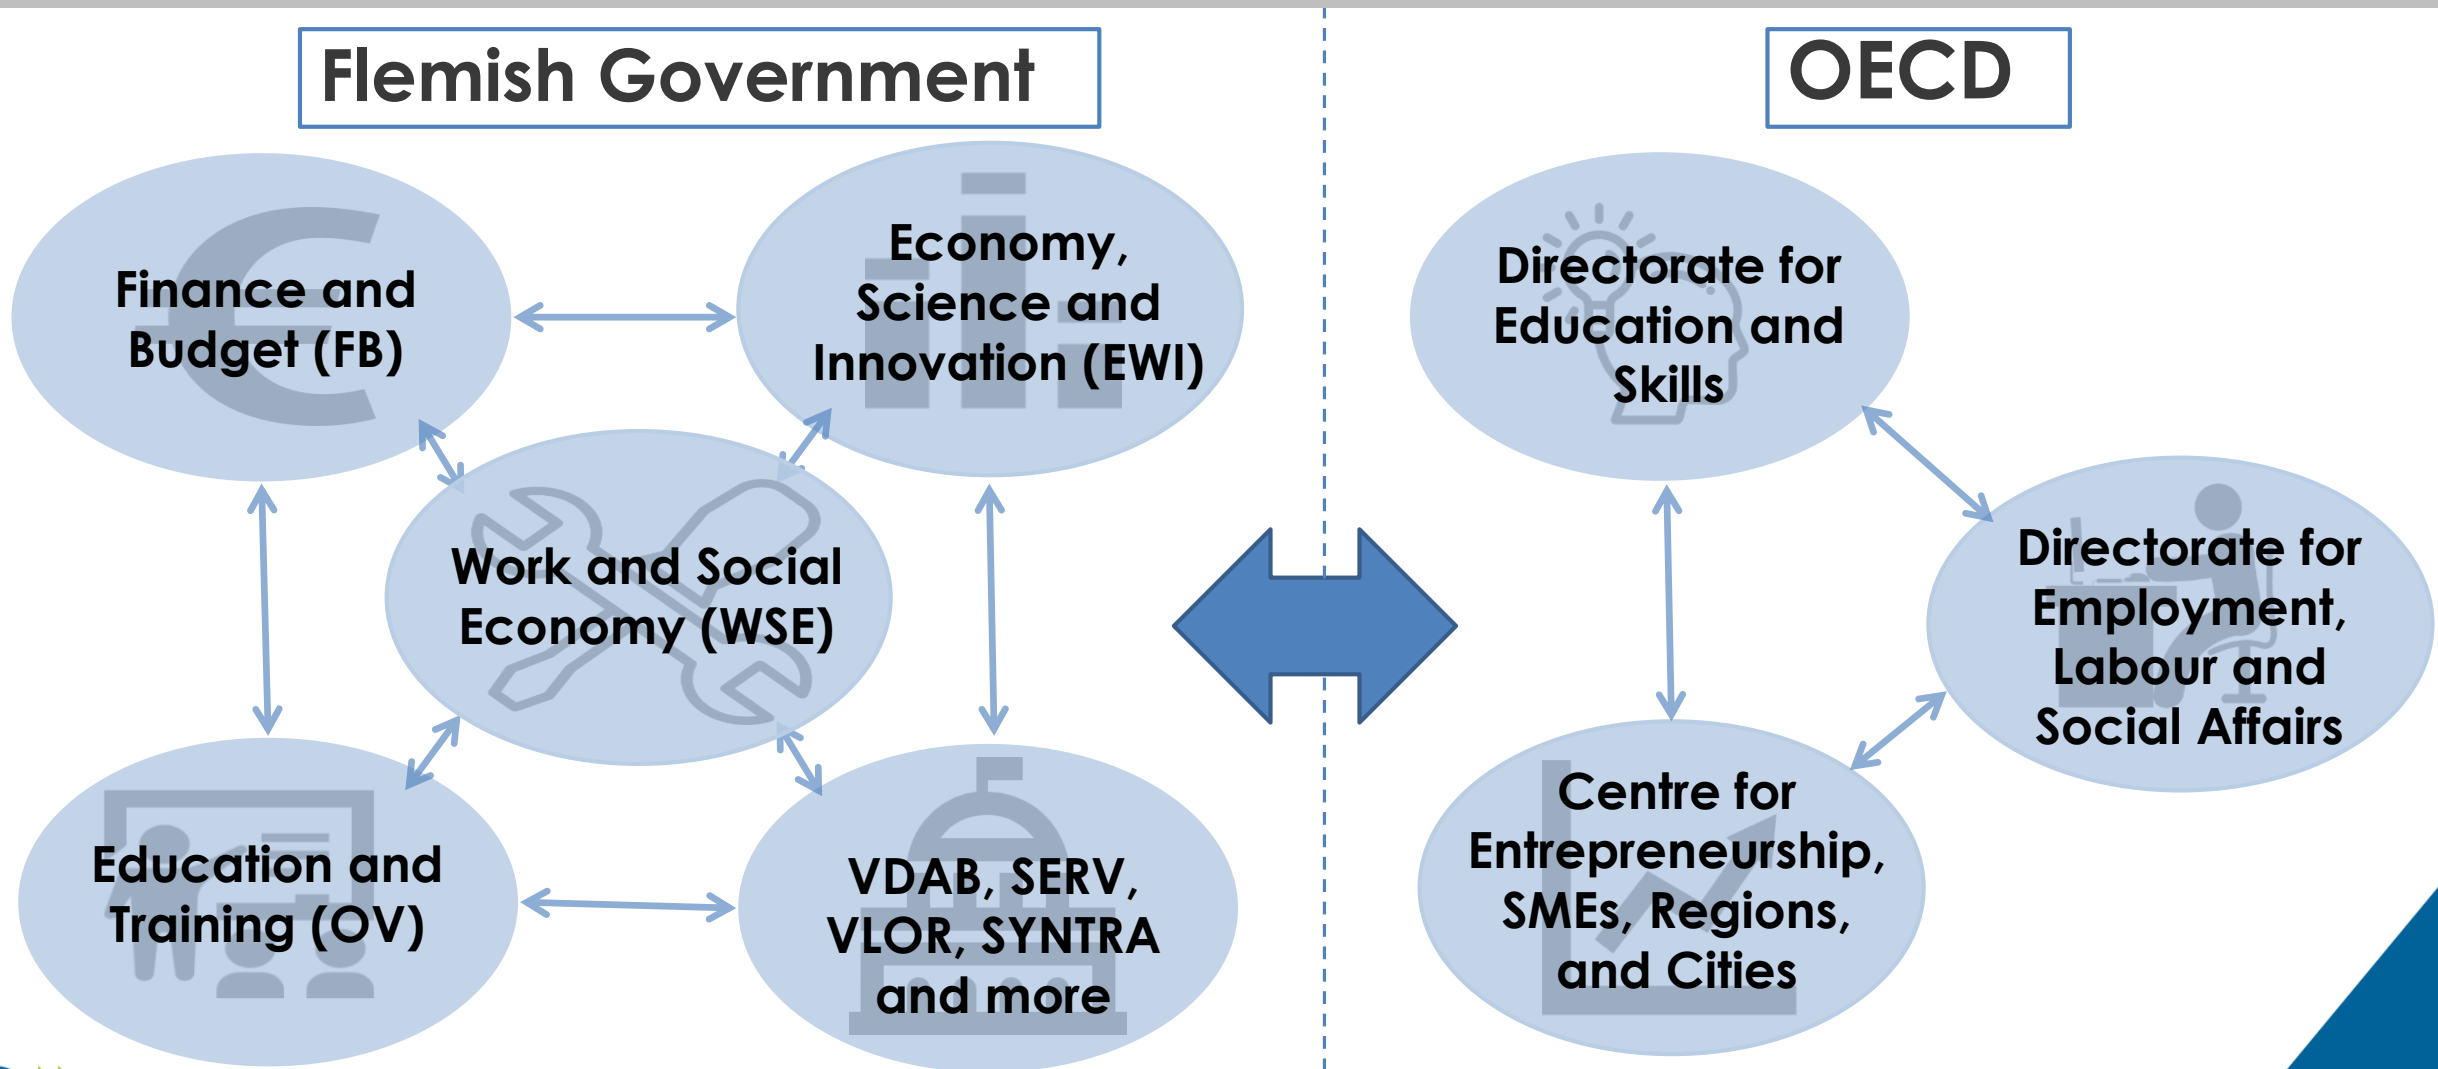 Flemish Government
OECD
Finance and
Budget (FB)
Economy,
Science and
Innovation (EWI)
Work and Social
Economy (WSE)
Education and
Training (OV)
VDAB, SERV,
VLOR, SYNTRA
and more
Directorate for
Education and
Skills
Directorate for
Employment,
Labour and
Social Affairs
Centre for
Entrepreneurship,
SMEs, Regions,
and Cities